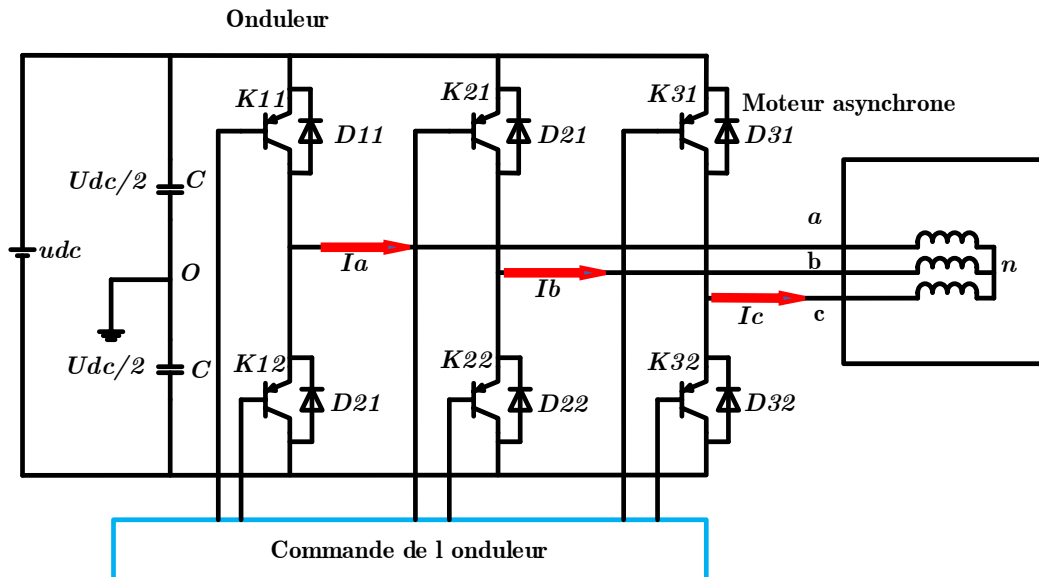 Onduleur
K11
K21
K31
Moteur asynchrone
D11
D21
D31
Udc/2
C
a
udc
O
Ia
b
n
Ib
Ic
c
Udc/2
C
K12
K22
K32
D21
D22
D32
Commande de l onduleur